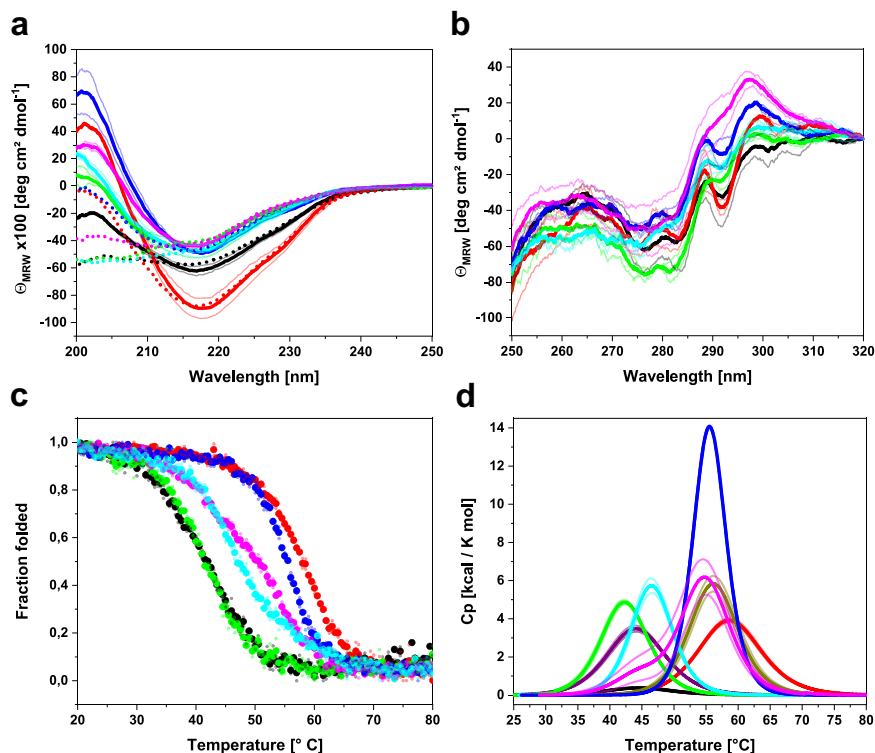 a
b
100
80
60
40
20
0
-20
-40
-60
-80
-100
ΘMRW x100 [deg cm² dmol⁻¹]
200 210 220 230 240 250
Wavelength [nm]
40
20
0
-20
-40
-60
-80
-100
ΘMRW [deg cm² dmol⁻¹]
250 260 270 280 290 300 310 320
Wavelength [nm]
c
d
1,0
0,8
0,6
0,4
0,2
0,0
Fraction folded
20 30 40 50 60 70 80
Temperature [° C]
14
12
10
8
6
4
2
0
Cp [kcal / K mol]
25 30 35 40 45 50 55 60 65 70 75 80
Temperature [°C]